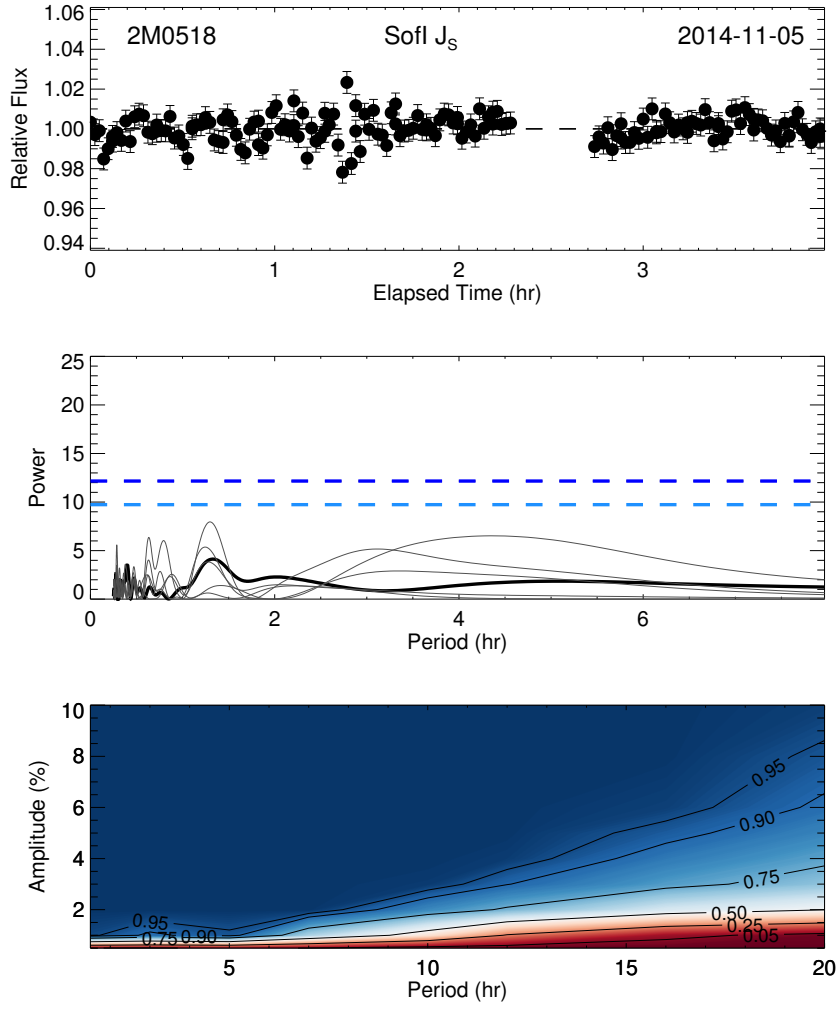 1.06
2M0518 SofI J_S 2014-11-05
1.04
1.02
1.00
0.98
0.96
0.94
Relative Flux
0 1 2 3
Elapsed Time (hr)
25
20
15
10
5
0
Power
0 2 4 6
Period (hr)
10
8
6
4
2
Amplitude (%)
0.95
0.90
0.75
0.50
0.25
0.05
0.95
0.75 0.90
5 10 15 20
Period (hr)